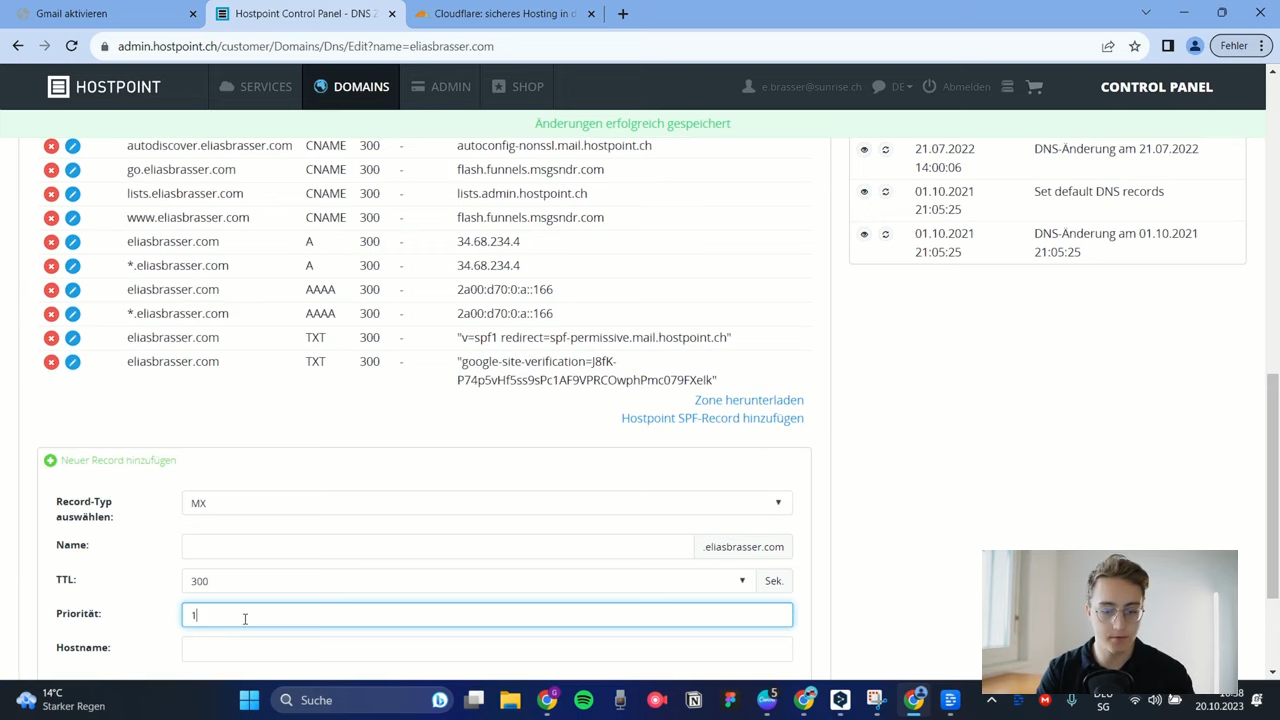 Gmail aktivieren
Hostpoint Control Panel - DNS Z
Cloudflare: sicheres Hosting in d
admin.hostpoint.ch/customer/Domains/Dns/Edit?name=eliasbrasser.com
Fehler
HOSTPOINT
SERVICES
DOMAINS
ADMIN
SHOP
e.brasser@sunrise.ch
DE
Abmelden
CONTROL PANEL
Änderungen erfolgreich gespeichert
autodiscover.eliasbrasser.com CNAME 300 - autoconfig-nonssl.mail.hostpoint.ch
go.eliasbrasser.com CNAME 300 - flash.funnels.msgsndr.com
lists.eliasbrasser.com CNAME 300 - lists.admin.hostpoint.ch
www.eliasbrasser.com CNAME 300 - flash.funnels.msgsndr.com
eliasbrasser.com A 300 - 34.68.234.4
*.eliasbrasser.com A 300 - 34.68.234.4
eliasbrasser.com AAAA 300 - 2a00:d70:0:a::166
*.eliasbrasser.com AAAA 300 - 2a00:d70:0:a::166
eliasbrasser.com TXT 300 - "v=spf1 redirect=spf-permissive.mail.hostpoint.ch"
eliasbrasser.com TXT 300 - "google-site-verification=J8fK-
P74p5vHf5ss9sPc1AF9VPRCOwphPmc079FXelk"
Zone herunterladen
Hostpoint SPF-Record hinzufügen
21.07.2022 DNS-Änderung am 21.07.2022
14:00:06
01.10.2021 Set default DNS records
21:05:25
01.10.2021 DNS-Änderung am 01.10.2021
21:05:25 21:05:25
Neuer Record hinzufügen
Record-Typ
auswählen:
MX
Name:
.eliasbrasser.com
TTL:
300
Sek.
Priorität:
1
Hostname:
14°C
Starker Regen
Suche
5
SG
20.10.2023